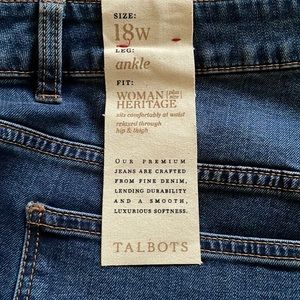 SIZE:
18W
LEG:
ankle
FIT:
WOMAN plus size
HERITAGE
sits comfortably at waist
relaxed through
hip & thigh
OUR PREMIUM
JEANS ARE CRAFTED
FROM FINE DENIM,
LENDING DURABILITY
AND A SMOOTH,
LUXURIOUS SOFTNESS.
TALBOTS